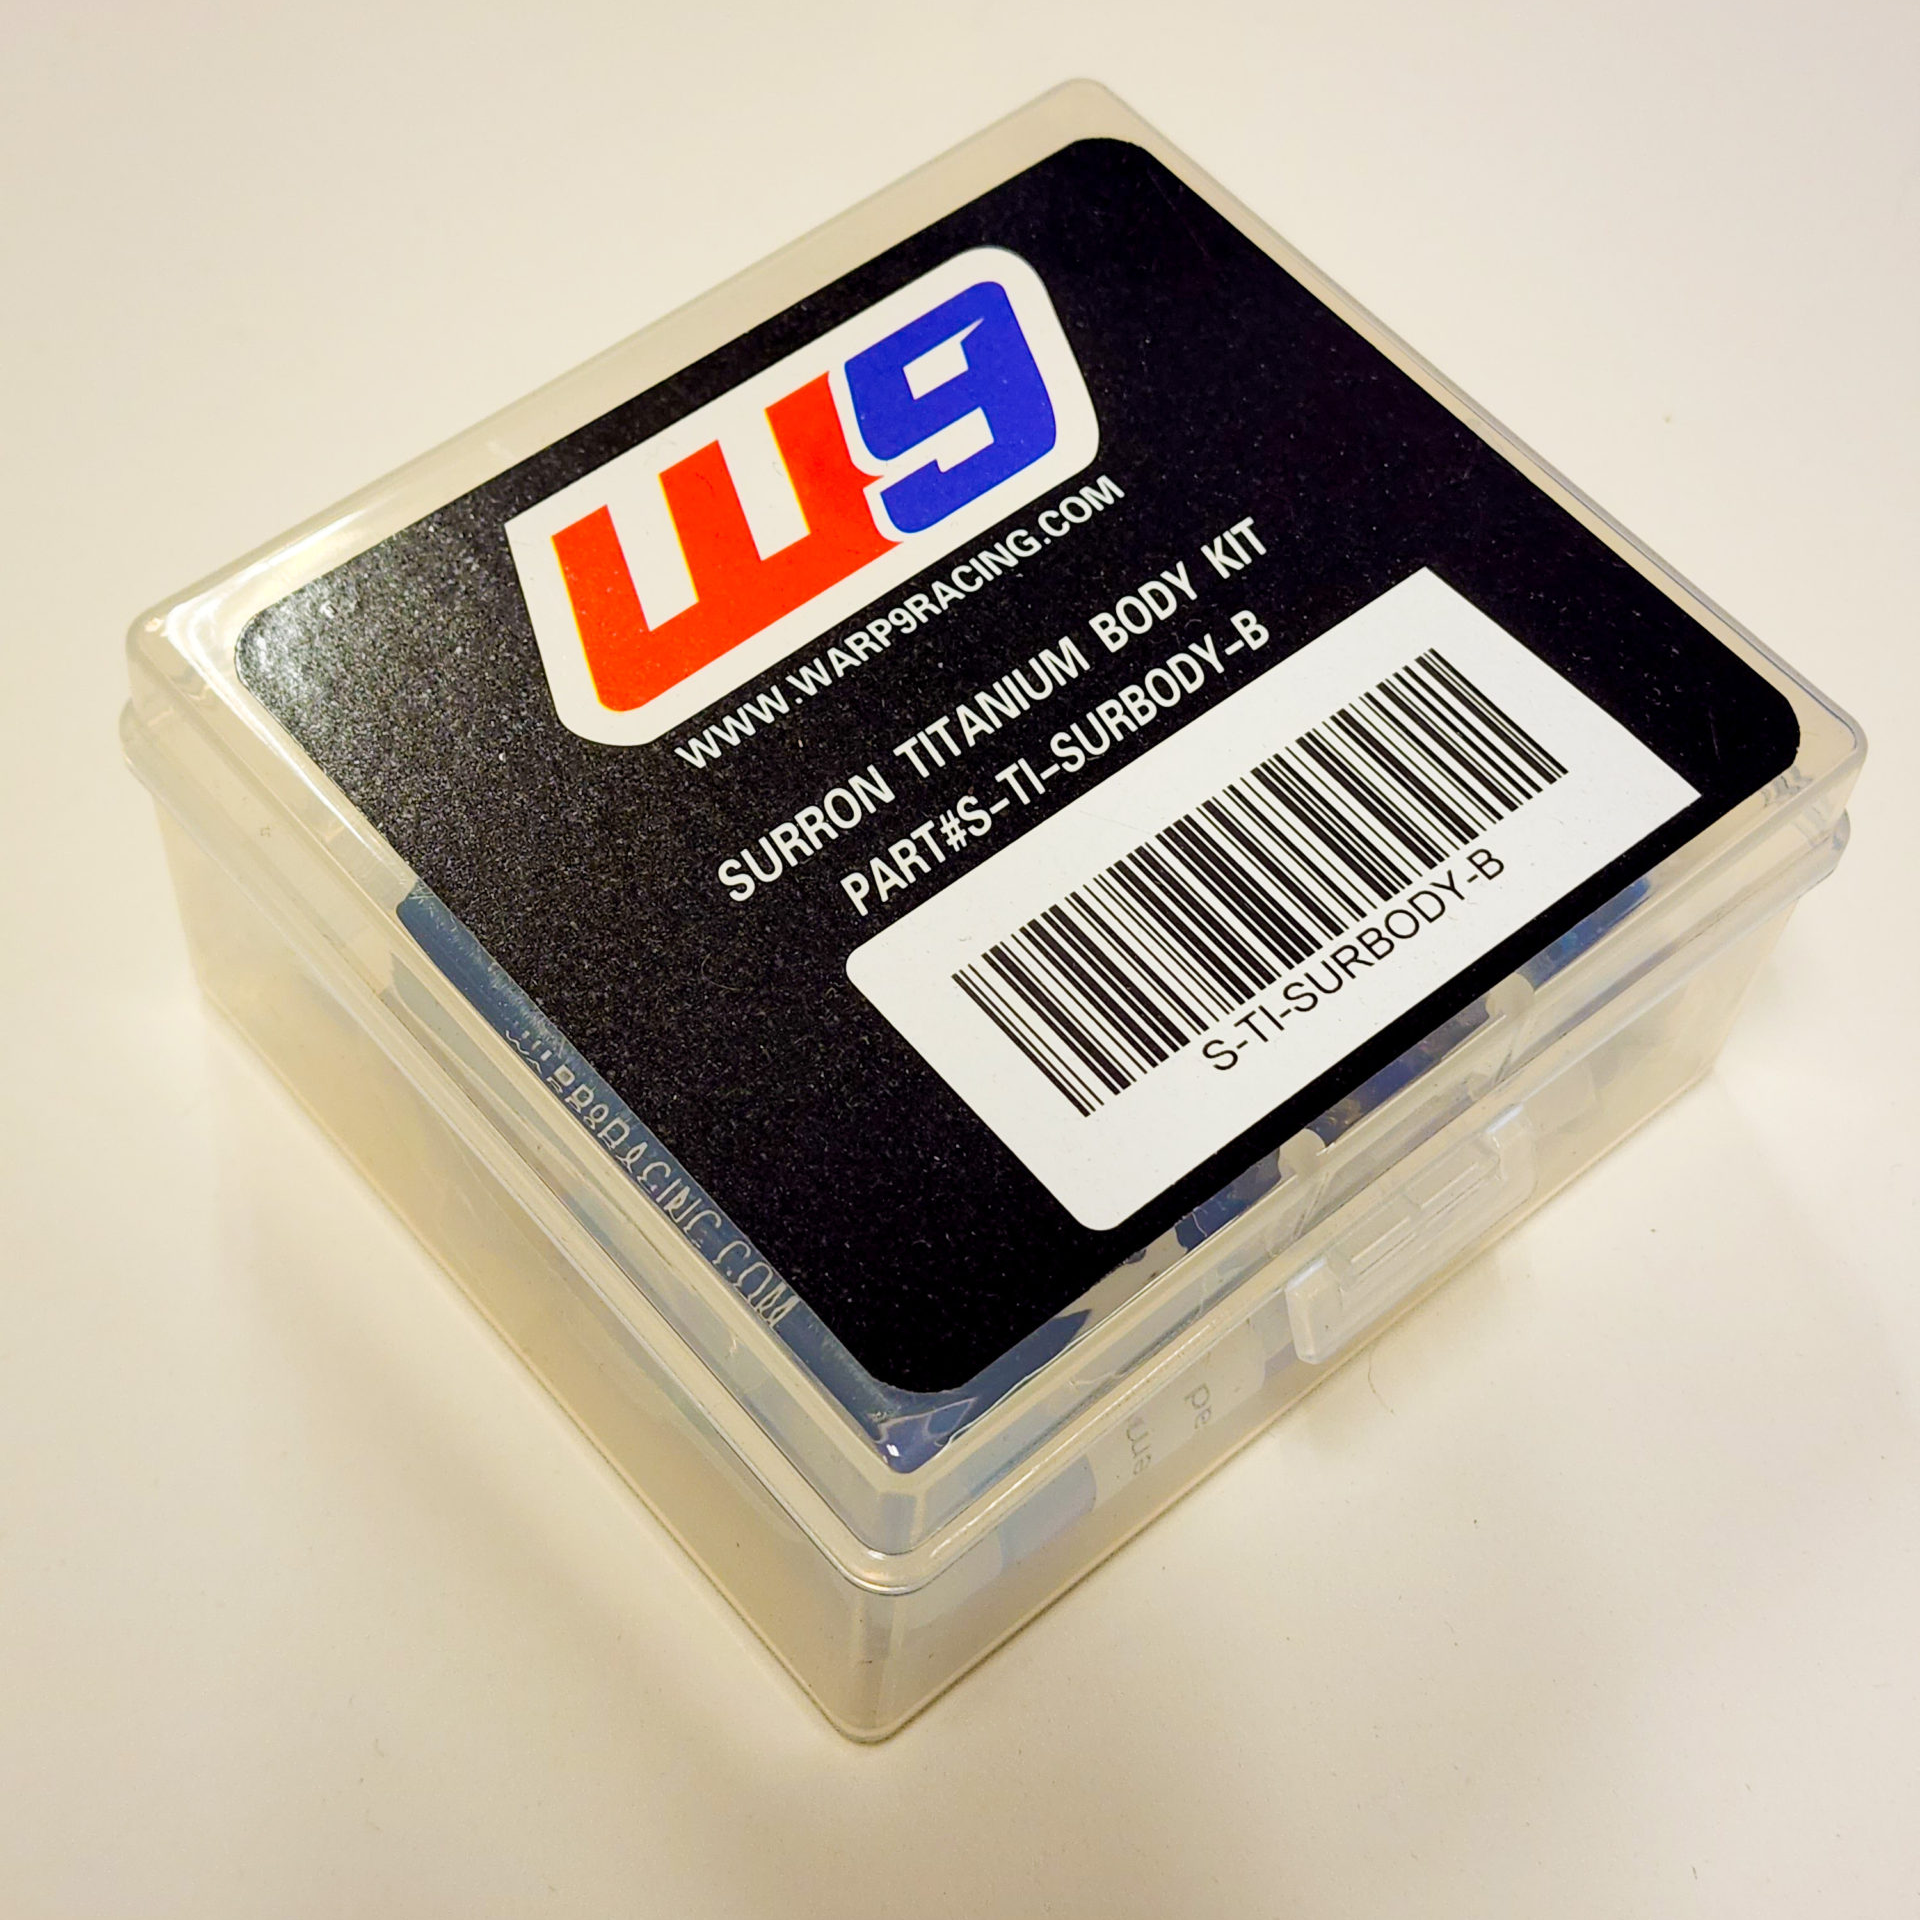 W9
WWW.WARP9RACING.COM
SURRON TITANIUM BODY KIT
PART#S-TI-SURBODY-B
S-TI-SURBODY-B